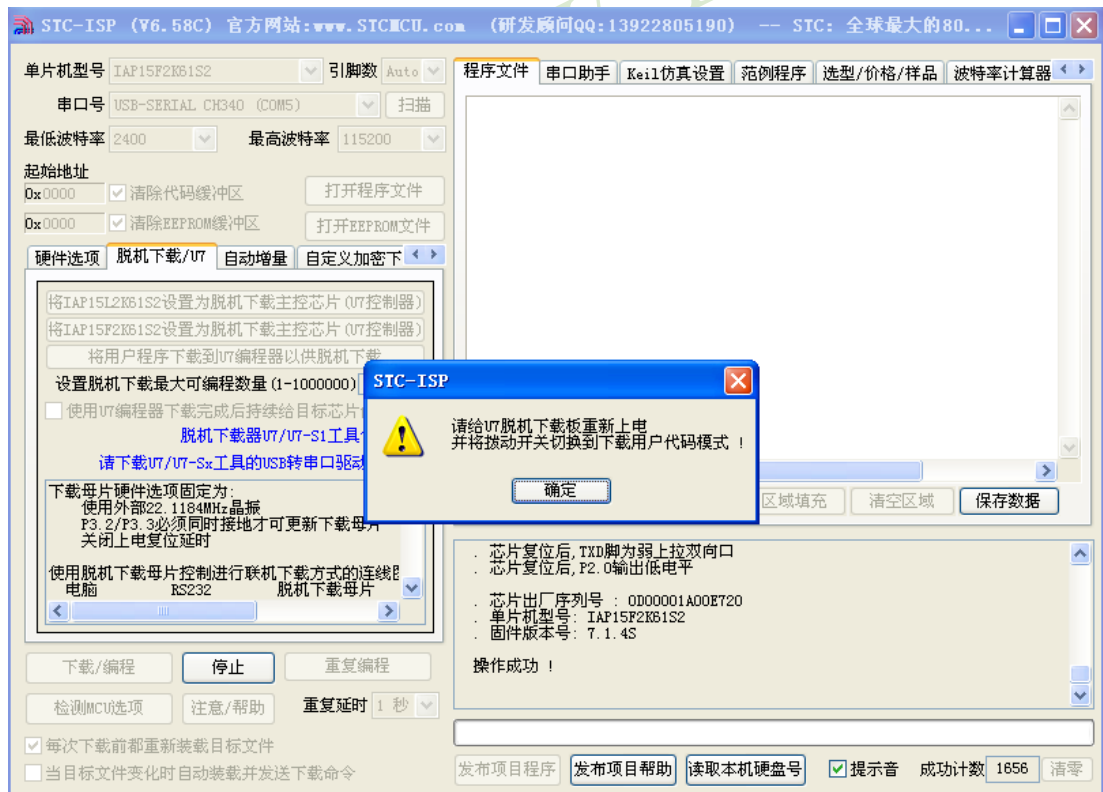 STC-ISP (V6.58C) 官方网站:www.STCMCU.com (研发顾问QQ:13922805190) -- STC: 全球最大的80...
单片机型号 IAP15F2K61S2 引脚数 Auto
串口号 USB-SERIAL CH340 (COM5) 扫描
最低波特率 2400 最高波特率 115200
起始地址
0x0000 清除代码缓冲区 打开程序文件
0x0000 清除EEPROM缓冲区 打开EEPROM文件
硬件选项 脱机下载/U7 自动增量 自定义加密下
将IAP15L2K61S2设置为脱机下载主控芯片(U7控制器)
将IAP15F2K61S2设置为脱机下载主控芯片(U7控制器)
将用户程序下载到U7编程器以供脱机下载
设置脱机下载最大可编程数量(1-1000000)
使用U7编程器下载完成后持续给目标芯片
脱机下载器U7/U7-S1工具
请下载U7/U7-Sx工具的USB转串口驱动
下载母片硬件选项固定为:
使用外部22.1184MHz晶振
P3.2/P3.3必须同时接地才可更新下载母片
关闭上电复位延时
使用脱机下载母片控制进行联机下载方式的连线
电脑 RS232 脱机下载母片
下载/编程 停止 重复编程
检测MCU选项 注意/帮助 重复延时 1 秒
每次下载前都重新装载目标文件
当目标文件变化时自动装载并发送下载命令
程序文件 串口助手 Keil仿真设置 范例程序 选型/价格/样品 波特率计算器
STC-ISP
请给U7脱机下载板重新上电
并将拨动开关切换到下载用户代码模式 !
确定
区域填充 清空区域 保存数据
. 芯片复位后,TXD脚为弱上拉双向口
. 芯片复位后,P2.0输出低电平
. 芯片出厂序列号 : 0D00001A00E720
. 单片机型号: IAP15F2K61S2
. 固件版本号: 7.1.4S
操作成功 !
发布项目程序 发布项目帮助 读取本机硬盘号 提示音 成功计数 1656 清零